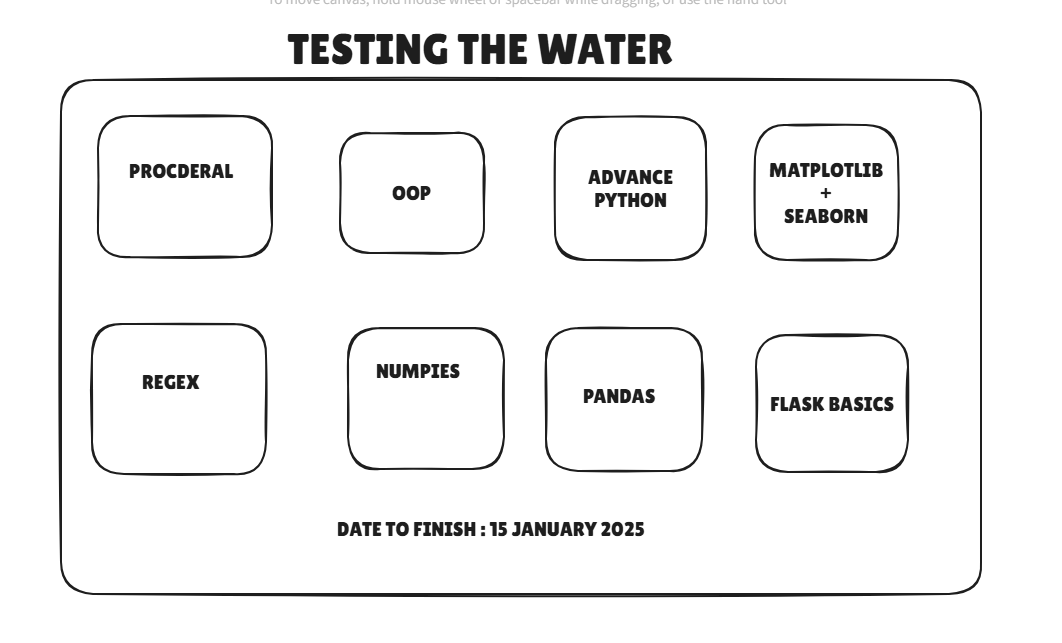 To move canvas, hold mouse wheel or spacebar while dragging, or use the hand tool
TESTING THE WATER
PROCDERAL
OOP
ADVANCE
PYTHON
MATPLOTLIB
+
SEABORN
REGEX
NUMPIES
PANDAS
FLASK BASICS
DATE TO FINISH : 15 JANUARY 2025